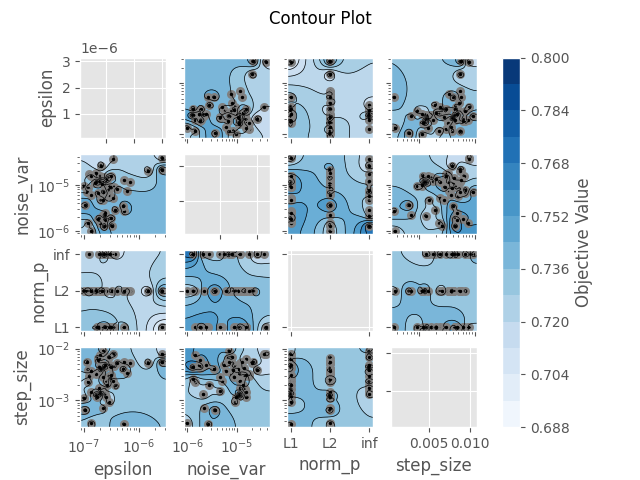 Contour Plot
1e−6
3
2
1
epsilon
10⁻⁵
10⁻⁶
noise_var
inf
L2
L1
norm_p
10⁻²
10⁻³
step_size
10⁻⁷ 10⁻⁶
epsilon
10⁻⁶ 10⁻⁵
noise_var
L1 L2 inf
norm_p
0.005 0.010
step_size
0.800
0.784
0.768
0.752
0.736
0.720
0.704
0.688
Objective Value